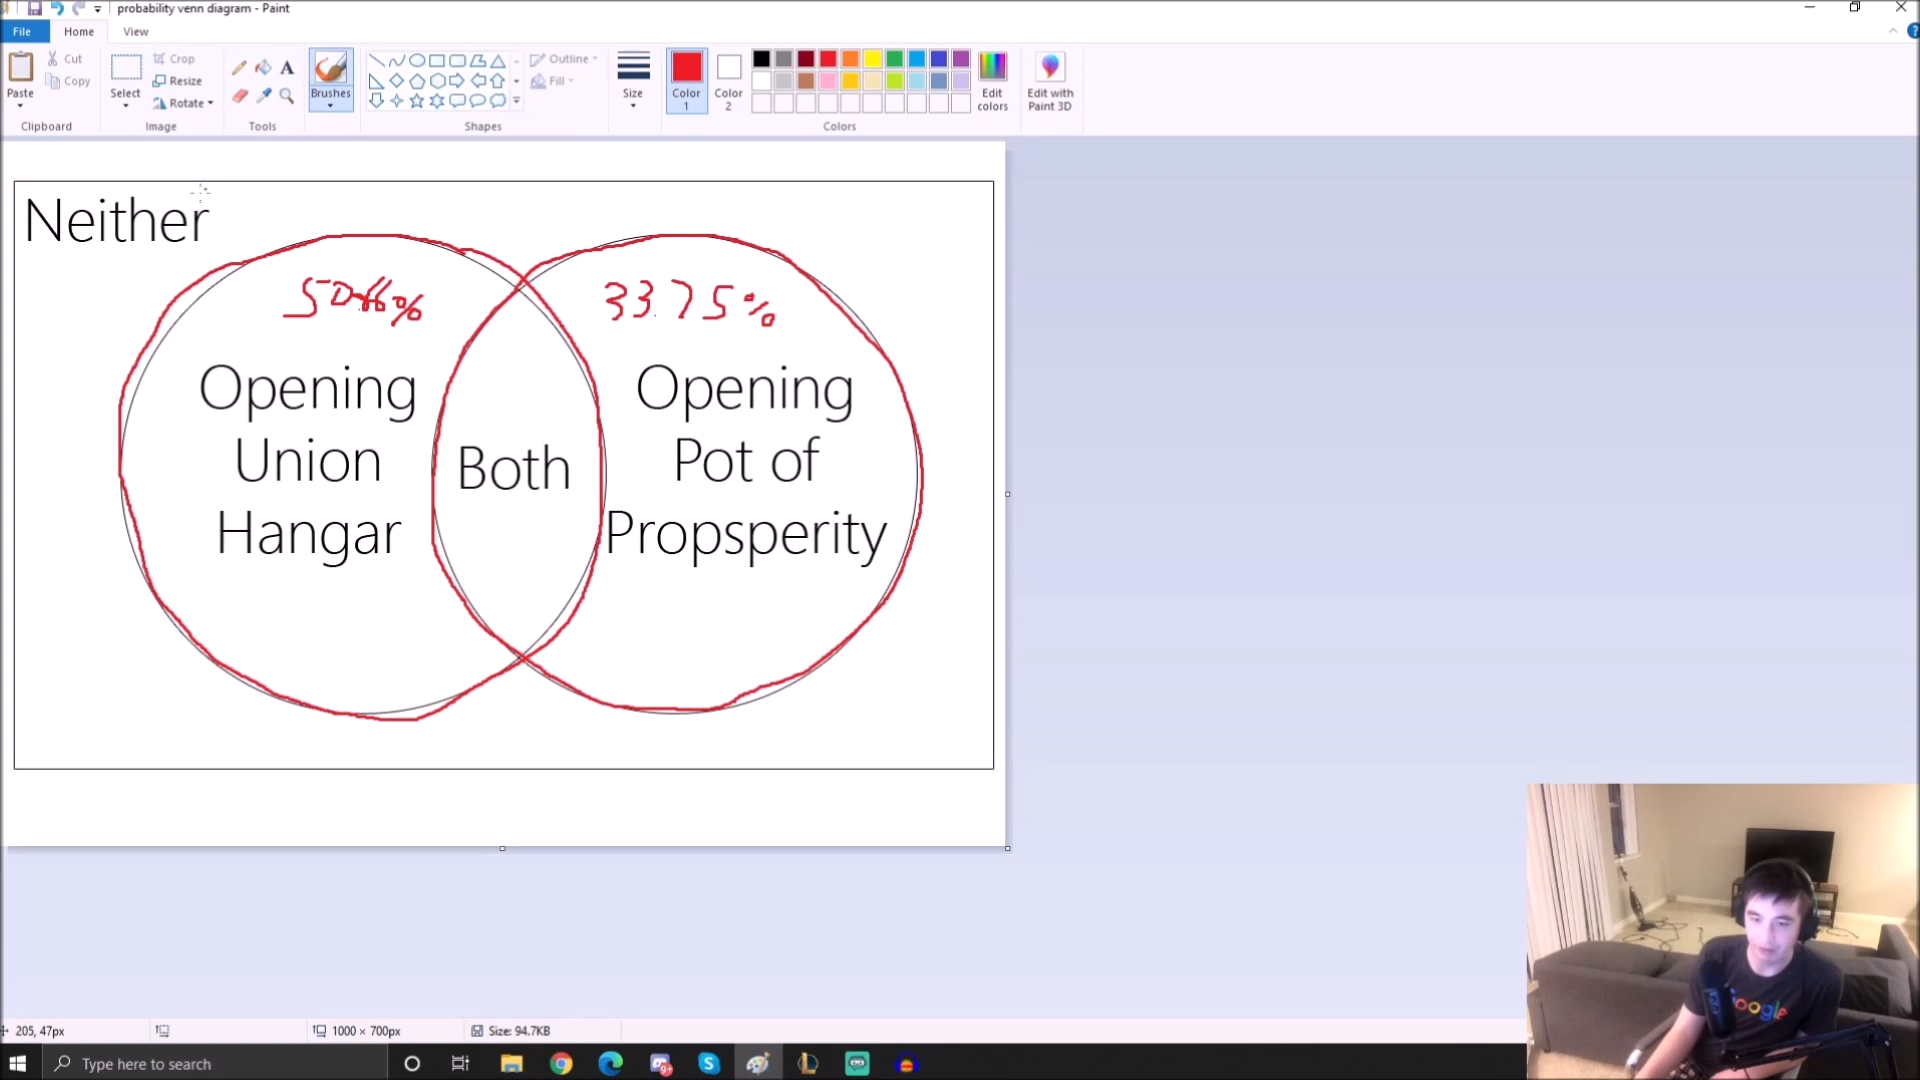 probability venn diagram - Paint
File
Home
View
Paste
Cut
Copy
Clipboard
Select
Crop
Resize
Rotate
Image
A
Tools
Brushes
Shapes
Outline
Fill
Size
Color
1
Color
2
Colors
Edit
colors
Edit with
Paint 3D
Neither
33.75%
Opening
Union
Hangar
Both
Opening
Pot of
Propsperity
205, 47px
1000 × 700px
Size: 94.7KB
Type here to search
9+
S